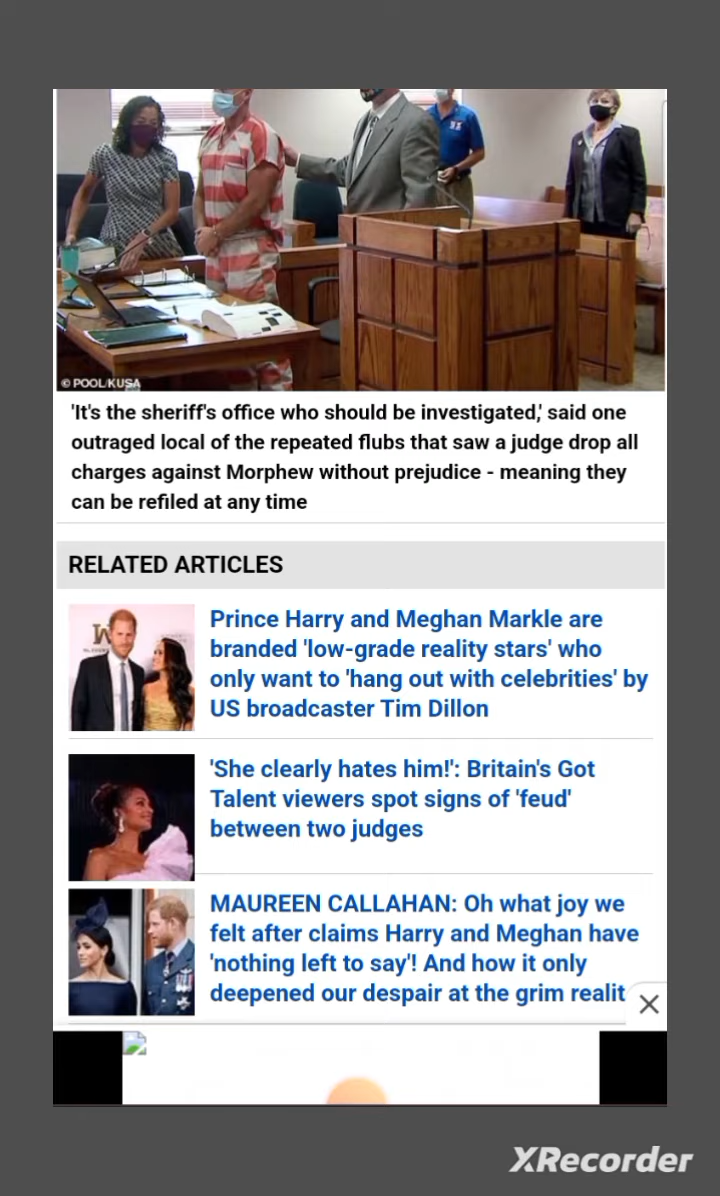 © POOL/KUSA
'It's the sheriff's office who should be investigated,' said one
outraged local of the repeated flubs that saw a judge drop all
charges against Morphew without prejudice - meaning they
can be refiled at any time
RELATED ARTICLES
Prince Harry and Meghan Markle are
branded 'low-grade reality stars' who
only want to 'hang out with celebrities' by
US broadcaster Tim Dillon
'She clearly hates him!': Britain's Got
Talent viewers spot signs of 'feud'
between two judges
MAUREEN CALLAHAN: Oh what joy we
felt after claims Harry and Meghan have
'nothing left to say'! And how it only
deepened our despair at the grim realit
XRecorder